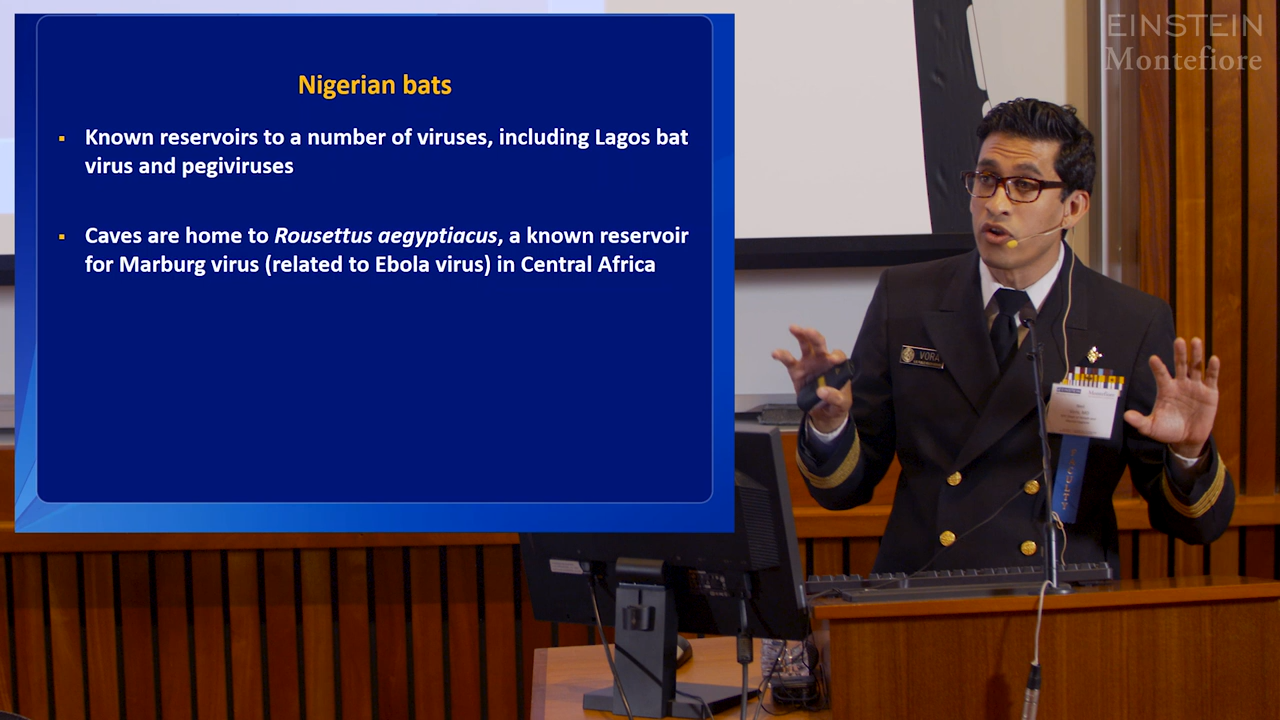 Nigerian bats
▪ Known reservoirs to a number of viruses, including Lagos bat
virus and pegiviruses
▪ Caves are home to Rousettus aegyptiacus, a known reservoir
for Marburg virus (related to Ebola virus) in Central Africa
EINSTEIN
Montefiore
VORA